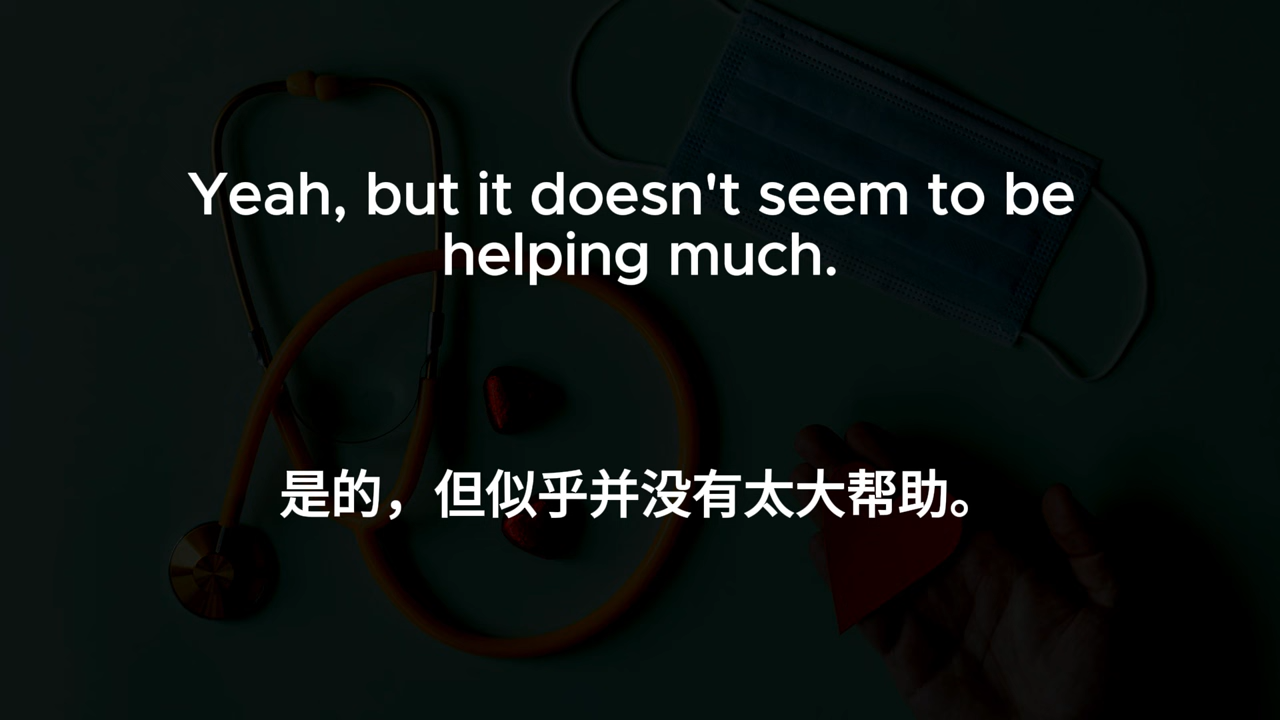 Yeah, but it doesn't seem to be
helping much.
是的，但似乎并没有太大帮助。